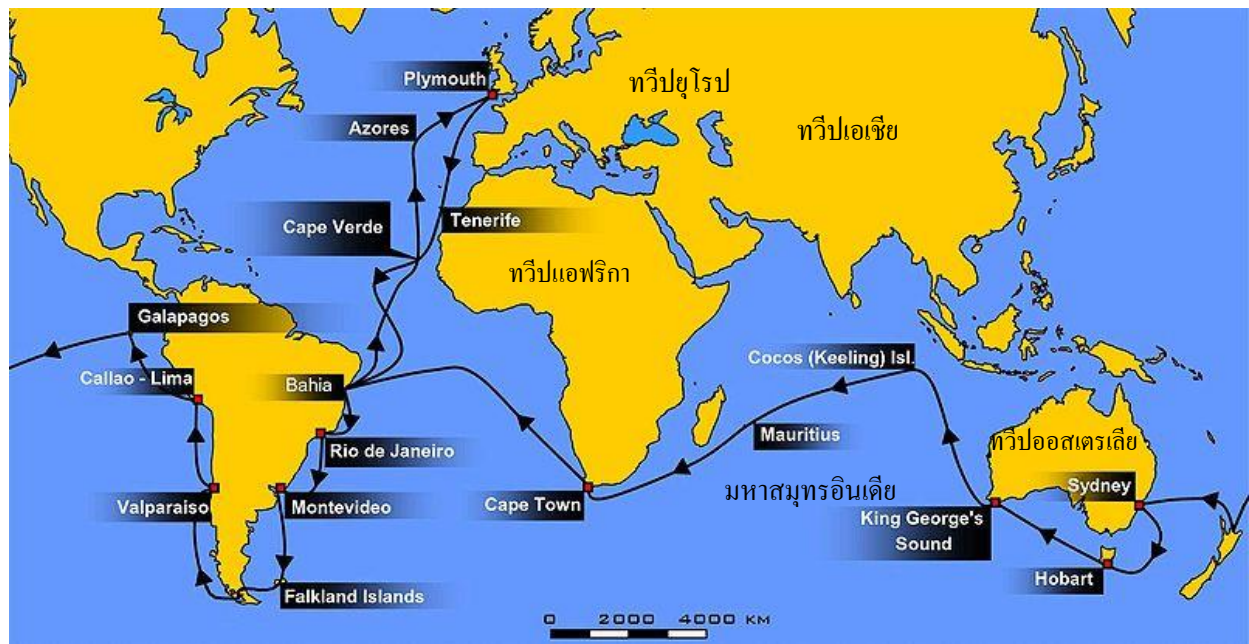 Plymouth
ทวีปยุโรป
Azores
ทวีปเอเชีย
Cape Verde
Tenerife
ทวีปแอฟริกา
Galapagos
Callao - Lima
Bahia
Cocos (Keeling) Isl.
Rio de Janeiro
Mauritius
ทวีปออสเตรเลีย
Valparaiso
Montevideo
Cape Town
มหาสมุทรอินเดีย
Sydney
King George's
Sound
Hobart
Falkland Islands
0 2000 4000 KM